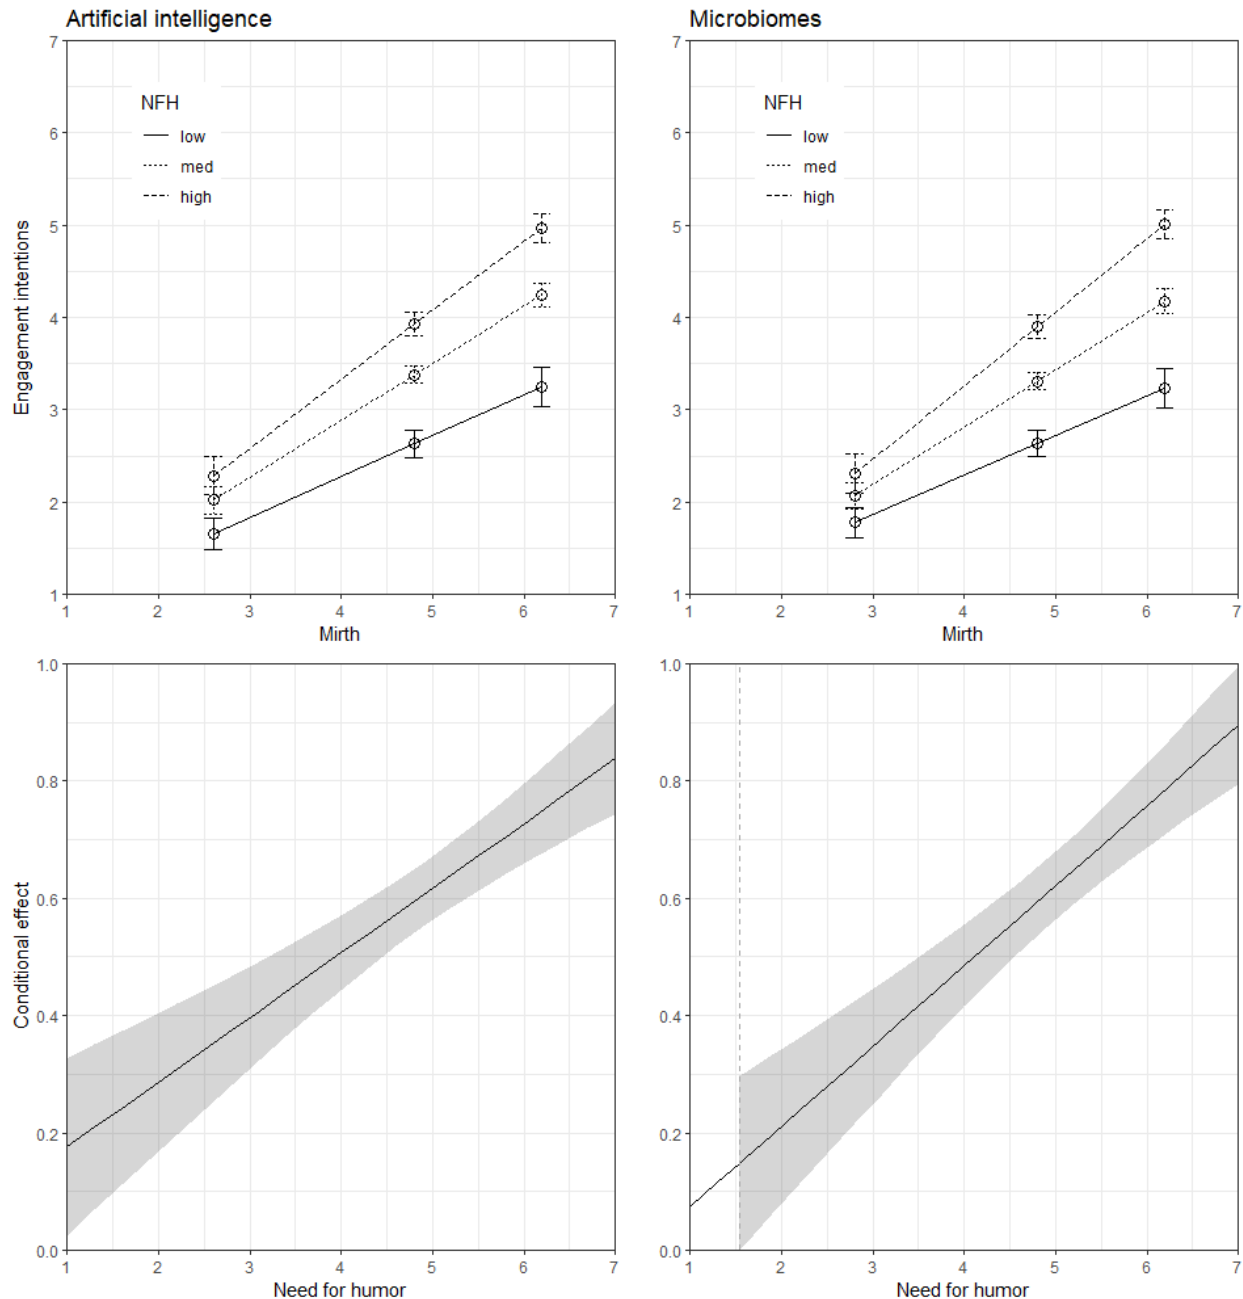 Artificial intelligence
Microbiomes
7
6
5
4
3
2
1
Engagement intentions
NFH
low
med
high
1 2 3 4 5 6 7
Mirth
7
6
5
4
3
2
1
NFH
low
med
high
1 2 3 4 5 6 7
Mirth
1.0
0.8
0.6
0.4
0.2
0.0
Conditional effect
1 2 3 4 5 6 7
Need for humor
1.0
0.8
0.6
0.4
0.2
0.0
1 2 3 4 5 6 7
Need for humor